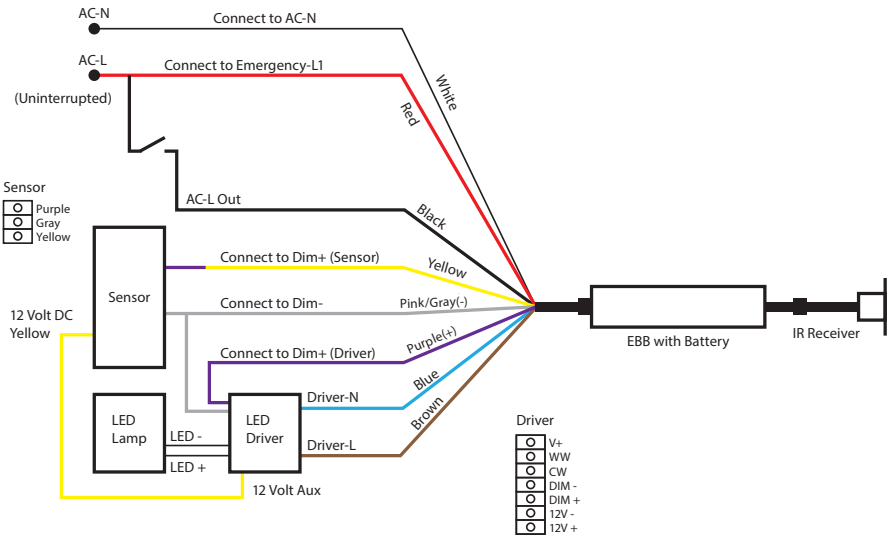 AC-N
Connect to AC-N
AC-L
Connect to Emergency-L1
(Uninterrupted)
White
Red
Sensor
Purple
Gray
Yellow
AC-L Out
Black
Connect to Dim+ (Sensor)
Yellow
Sensor
Connect to Dim-
Pink/Gray(-)
12 Volt DC
Yellow
EBB with Battery
IR Receiver
Connect to Dim+ (Driver)
Purple(+)
Blue
Driver-N
Brown
LED
Lamp
LED -
LED +
LED
Driver
Driver-L
12 Volt Aux
Driver
V+
WW
CW
DIM -
DIM +
12V -
12V +